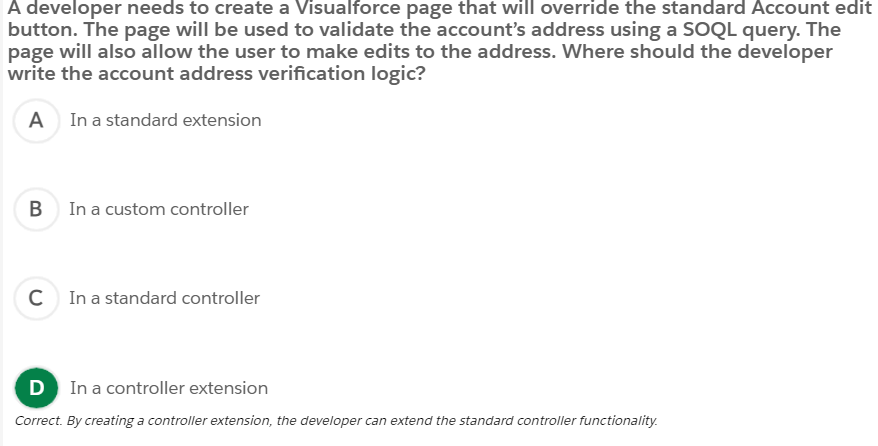 A developer needs to create a Visualforce page that will override the standard Account edit
button. The page will be used to validate the account’s address using a SOQL query. The
page will also allow the user to make edits to the address. Where should the developer
write the account address verification logic?
A In a standard extension
B In a custom controller
C In a standard controller
D In a controller extension
Correct. By creating a controller extension, the developer can extend the standard controller functionality.